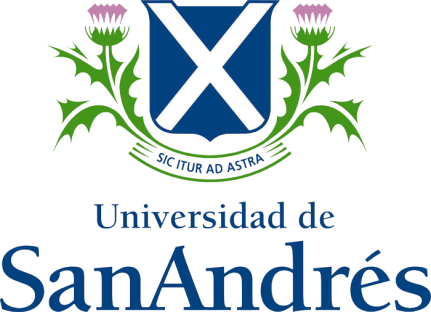 SIC ITUR AD ASTRA
Universidad de
SanAndrés